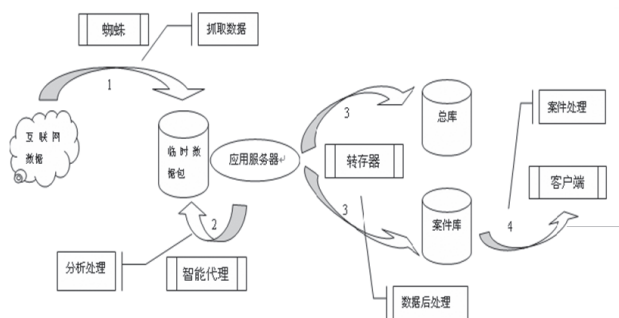 蜘蛛
抓取数据
1
互联网
数据
临时数
据包
应用服务器↵
3
转存器
3
总库
案件库
案件处理
客户端
4
2
分析处理
智能代理
数据后处理